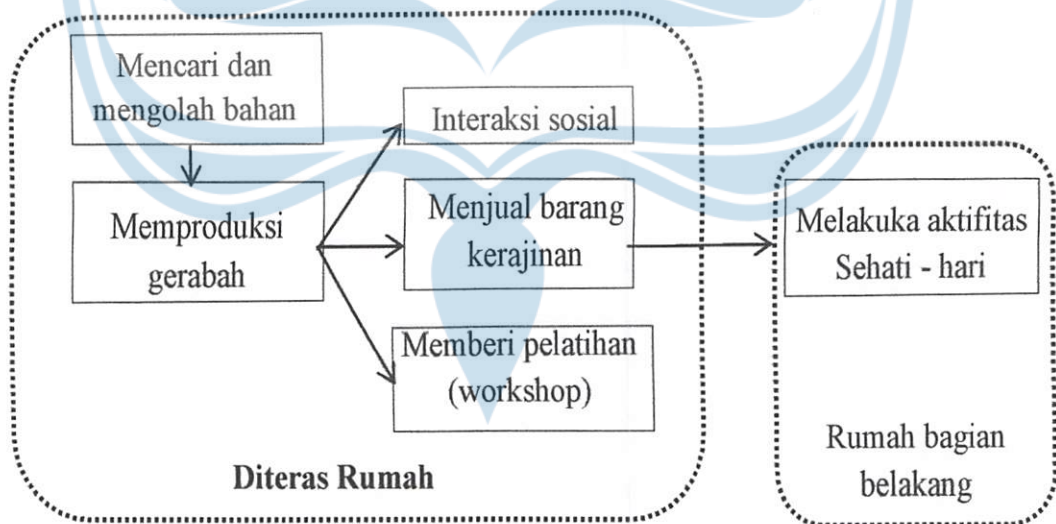 Mencari dan
mengolah bahan
Memproduksi
gerabah
Interaksi sosial
Menjual barang
kerajinan
Memberi pelatihan
(workshop)
Diteras Rumah
Melakuka aktifitas
Sehati - hari
Rumah bagian
belakang